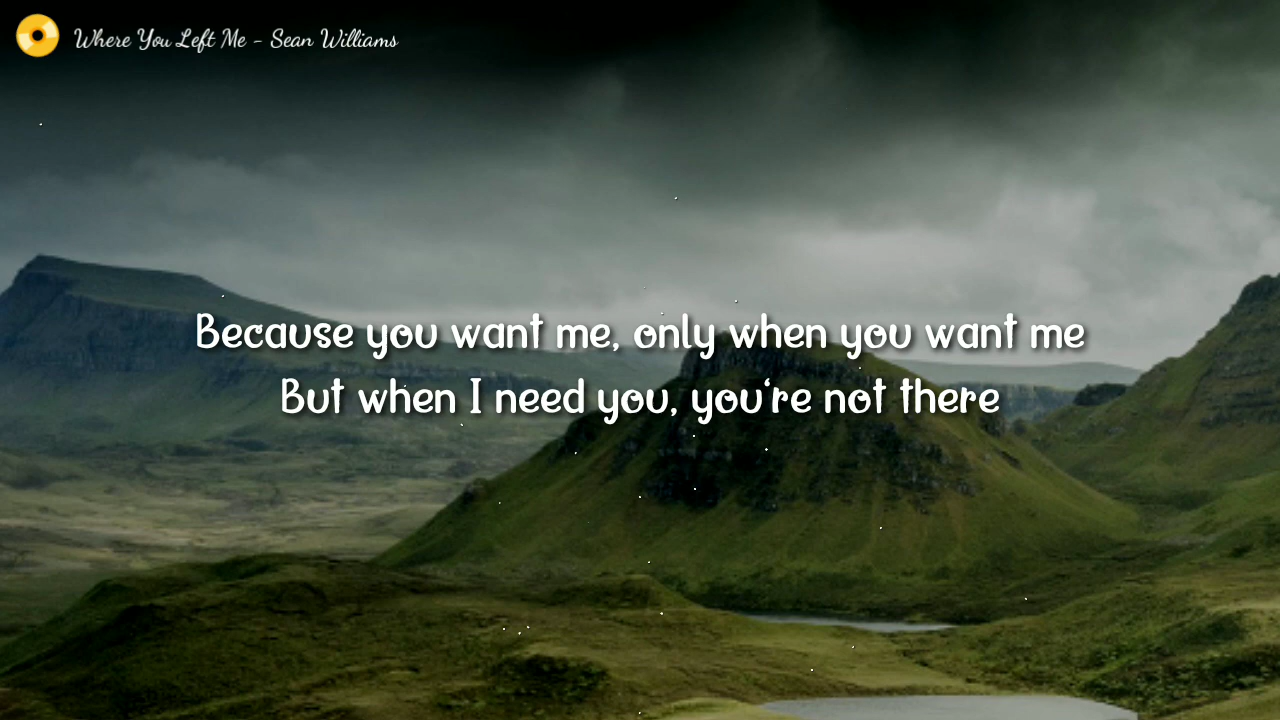 Where You Left Me - Sean Williams
Because you want me, only when you want me
But when I need you, you're not there